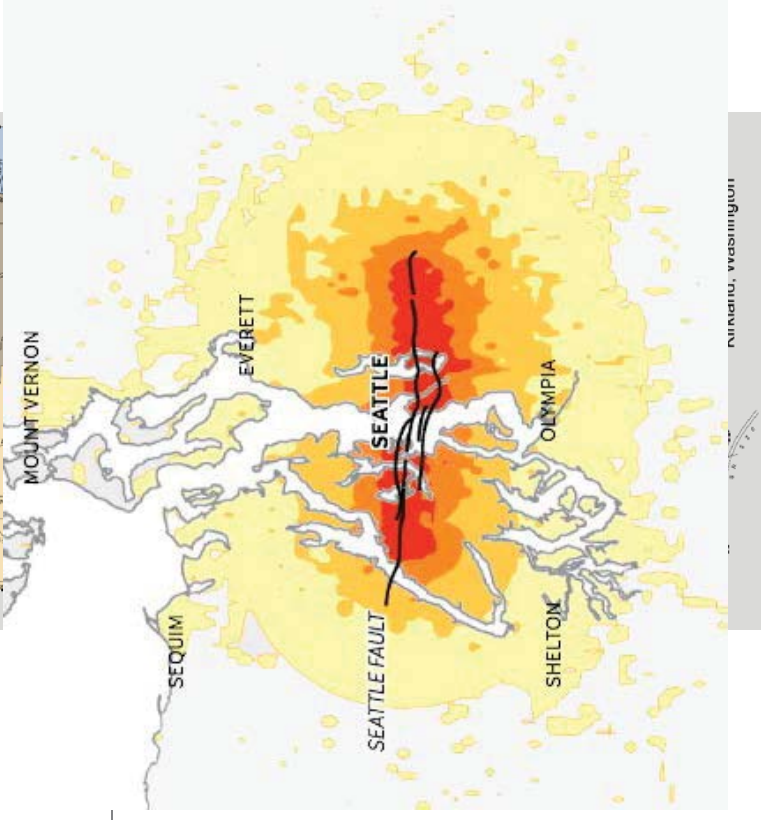 MOUNT VERNON
EVERETT
SEQUIM
SEATTLE
SEATTLE FAULT
OLYMPIA
SHELTON
Kirkland, Washington